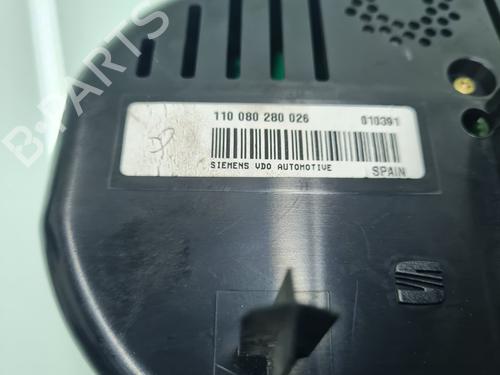 B-PARTS
110 080 280 026 010391
SIEMENS VDO AUTOMOTIVE SPAIN